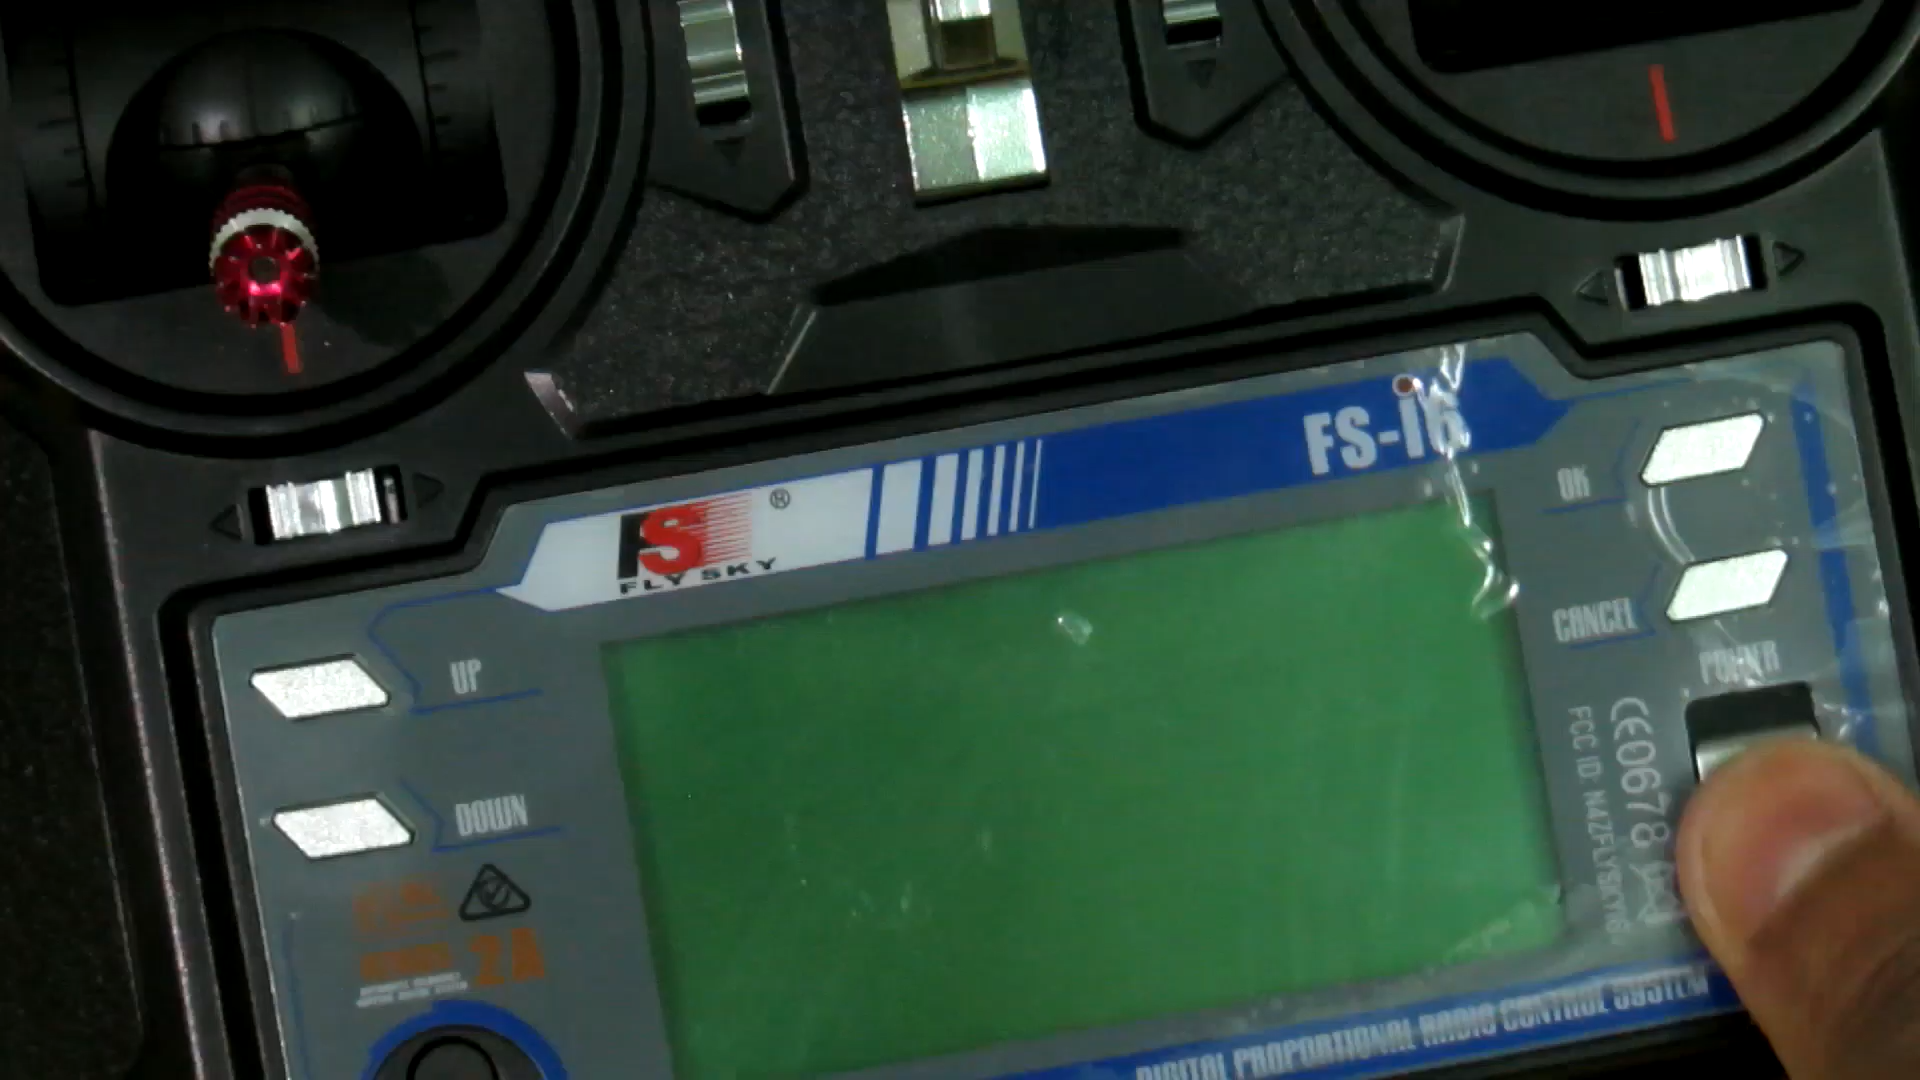 FS-i6
FS ®
FLY SKY
OK
CANCEL
UP
POWER
DOWN
CE0678
FCC ID: N4ZFLYSKYI6
2A
DIGITAL PROPORTIONAL RADIO CONTROL SYSTEM